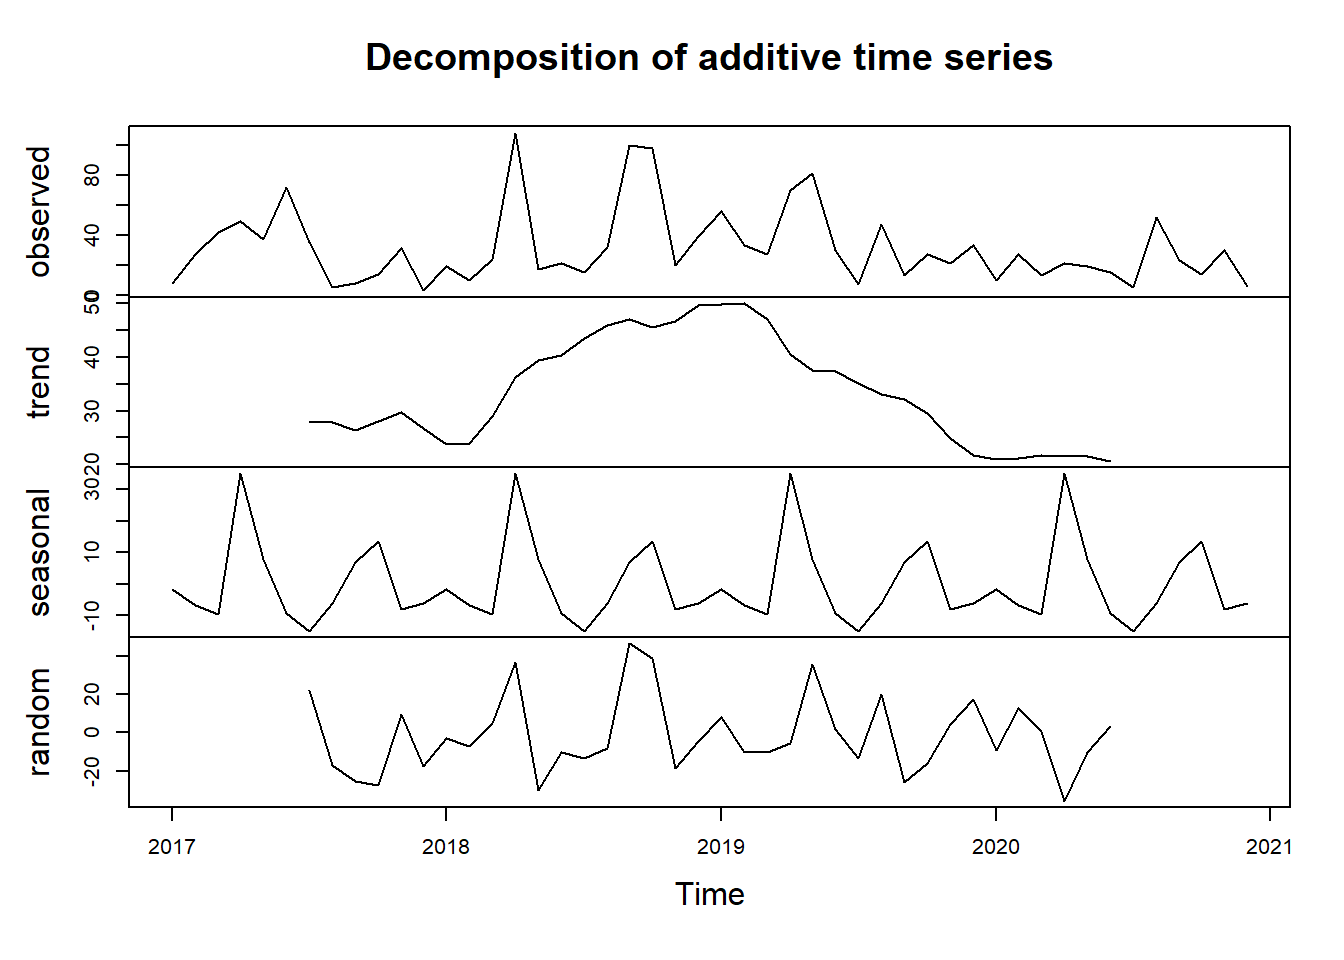 Decomposition of additive time series
observed
0 40 80
trend
20 30 40 50
seasonal
-10 10 30
random
-20 0 20
2017 2018 2019 2020 2021
Time